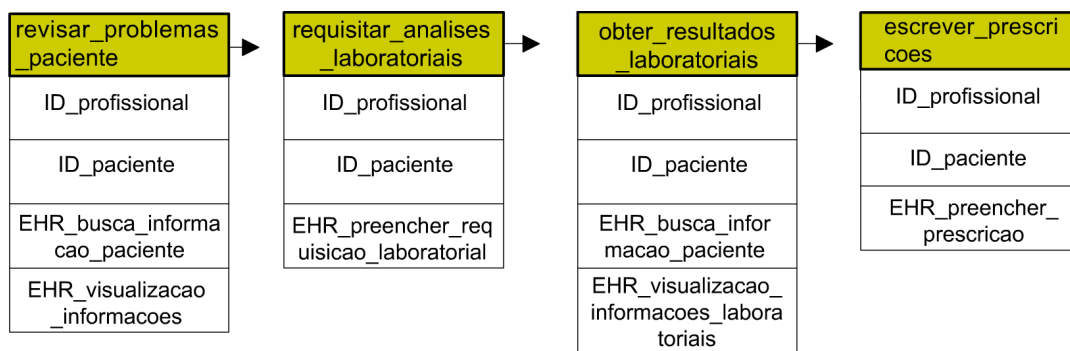 revisar_problemas
_paciente
ID_profissional
ID_paciente
EHR_busca_informa
cao_paciente
EHR_visualizacao
_informacoes
requisitar_analises
_laboratoriais
ID_profissional
ID_paciente
EHR_preencher_req
uisicao_laboratorial
obter_resultados
_laboratoriais
ID_profissional
ID_paciente
EHR_busca_infor
macao_paciente
EHR_visualizacao_
informacoes_labora
toriais
escrever_prescri
coes
ID_profissional
ID_paciente
EHR_preencher_
prescricao